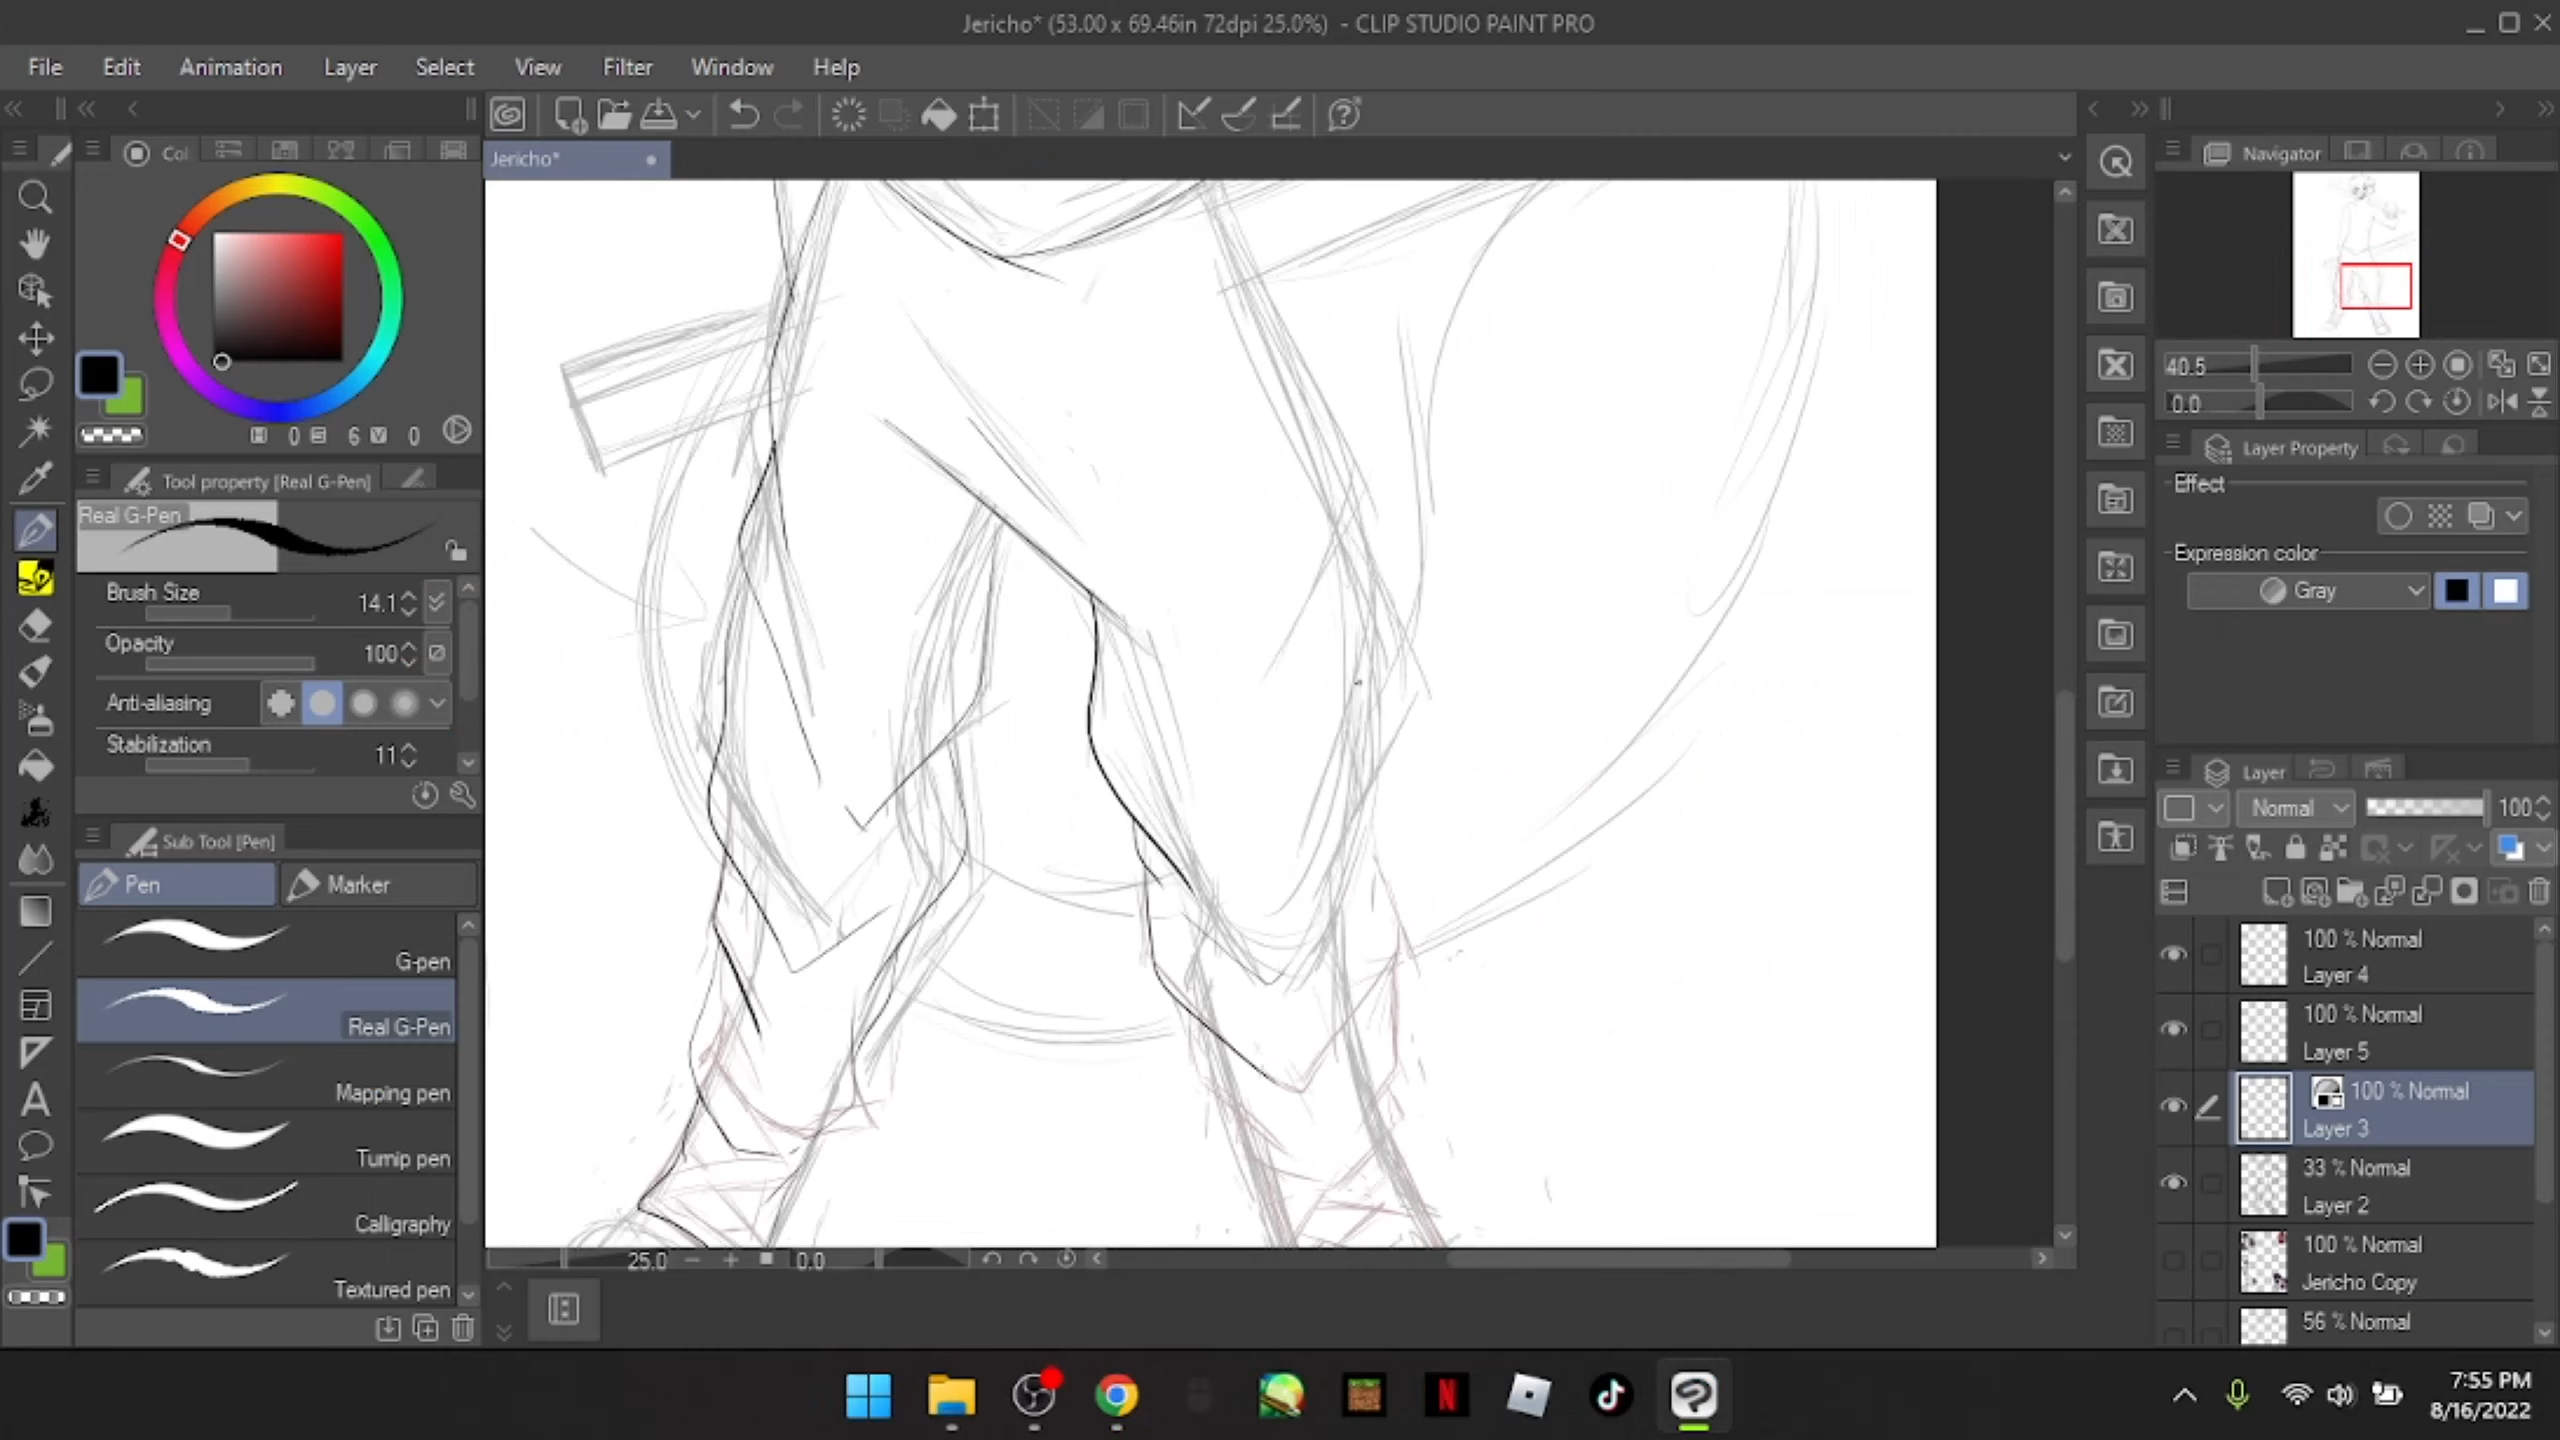 Jericho* (53.00 x 69.46in 72dpi 25.0%) - CLIP STUDIO PAINT PRO
File Edit Animation Layer Select View Filter Window Help
Col
Jericho*
Navigator
40.5
0.0
H 0 S 6 V 0
Tool property [Real G-Pen]
Real G-Pen
Brush Size 14.1
Opacity 100
Anti-aliasing
Stabilization 11
Sub Tool [Pen]
Pen Marker
G-pen
Real G-Pen
Mapping pen
Turnip pen
Calligraphy
Textured pen
25.0 0.0
Layer Property
Effect
Expression color
Gray
Layer
Normal 100
100 % Normal
Layer 4
100 % Normal
Layer 5
100 % Normal
Layer 3
33 % Normal
Layer 2
100 % Normal
Jericho Copy
56 % Normal
7:55 PM
8/16/2022